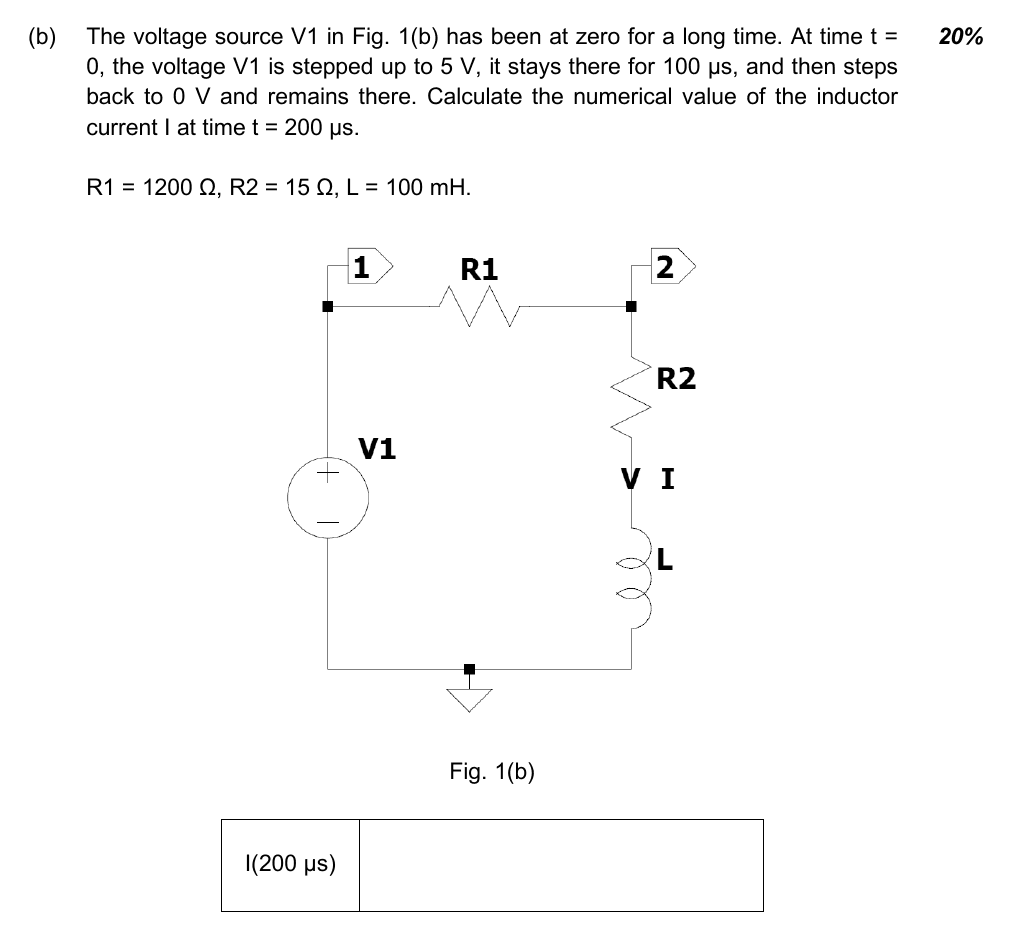 (b) The voltage source V1 in Fig. 1(b) has been at zero for a long time. At time t = 20%
0, the voltage V1 is stepped up to 5 V, it stays there for 100 µs, and then steps
back to 0 V and remains there. Calculate the numerical value of the inductor
current I at time t = 200 µs.
R1 = 1200 Ω, R2 = 15 Ω, L = 100 mH.
1
R1
2
R2
V1
+
V I
L
Fig. 1(b)
I(200 µs)